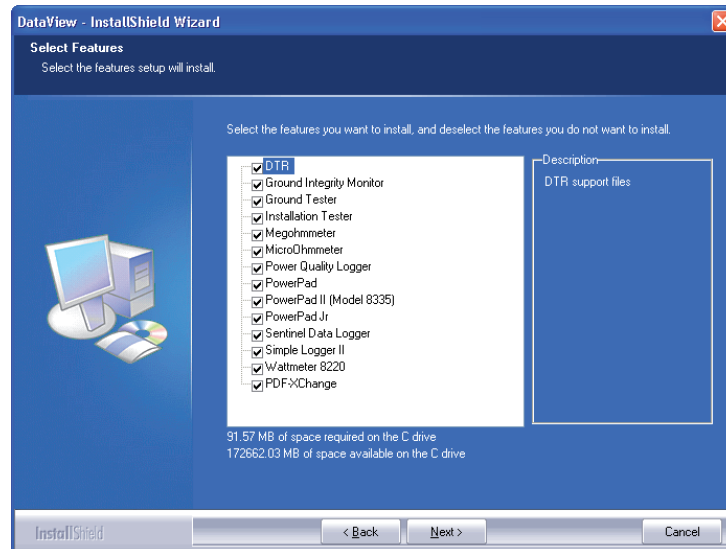 DataView - InstallShield Wizard
Select Features
Select the features setup will install.
Select the features you want to install, and deselect the features you do not want to install.
DTR
Ground Integrity Monitor
Ground Tester
Installation Tester
Megohmmeter
MicroOhmmeter
Power Quality Logger
PowerPad
PowerPad II (Model 8335)
PowerPad Jr
Sentinel Data Logger
Simple Logger II
Wattmeter 8220
PDF-XChange
Description
DTR support files
91.57 MB of space required on the C drive
172662.03 MB of space available on the C drive
InstallShield
< Back
Next >
Cancel